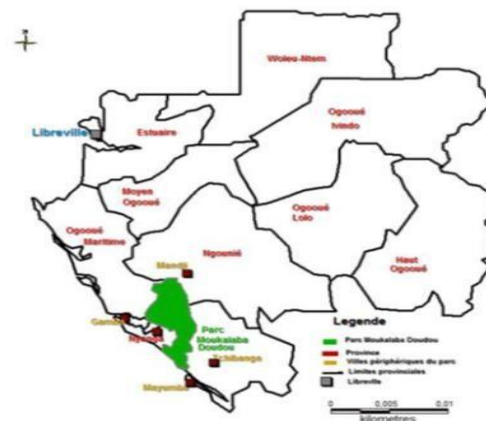 Woleu-Ntem
Libreville
Estuaire
Ogooué
Ivindo
Moyen
Ogooué
Ogooué
Maritime
Ogooué
Lolo
Ngounié
Haut
Ogooué
Gamba
Parc
Moukalaba
Doudou
Tchibanga
Mayumba
Legende
Parc Moukalaba Doudou
Province
Villes périphériques du parc
Limites provinciales
Libreville
0 0,005 0,01
kilometres